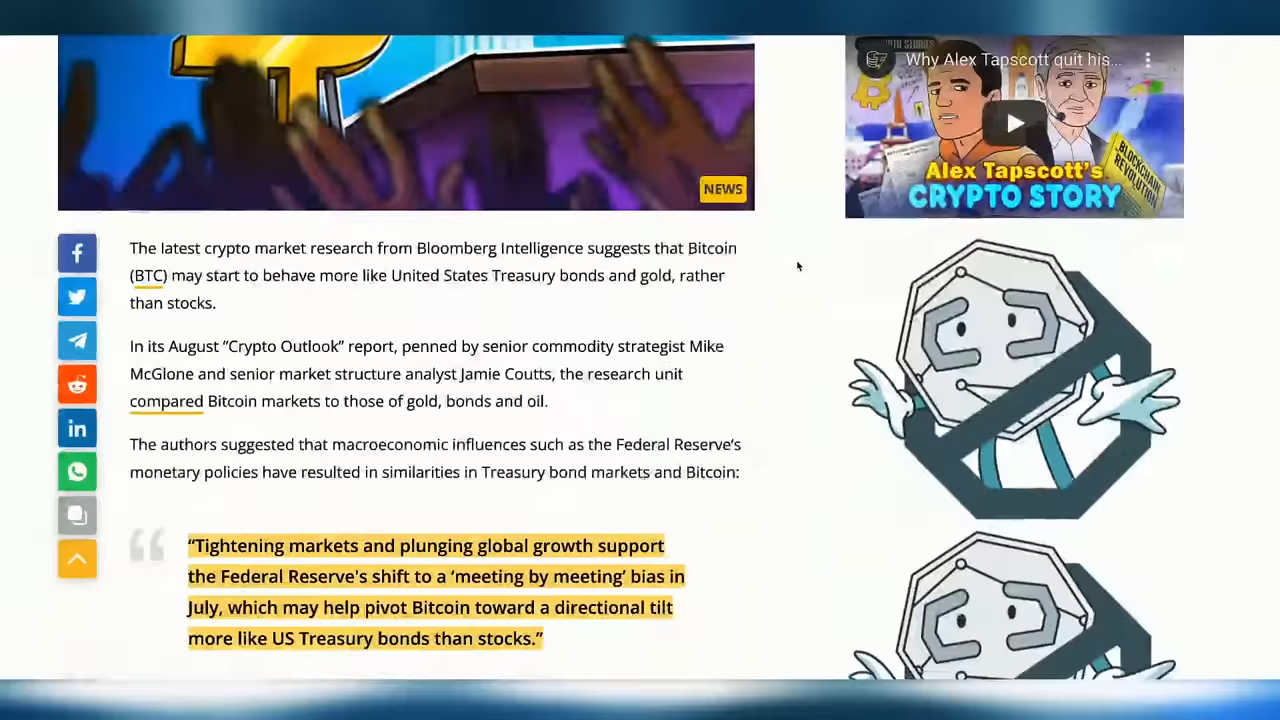 NEWS
The latest crypto market research from Bloomberg Intelligence suggests that Bitcoin
(BTC) may start to behave more like United States Treasury bonds and gold, rather
than stocks.
In its August “Crypto Outlook” report, penned by senior commodity strategist Mike
McGlone and senior market structure analyst Jamie Coutts, the research unit
compared Bitcoin markets to those of gold, bonds and oil.
The authors suggested that macroeconomic influences such as the Federal Reserve’s
monetary policies have resulted in similarities in Treasury bond markets and Bitcoin:
“Tightening markets and plunging global growth support
the Federal Reserve's shift to a ‘meeting by meeting’ bias in
July, which may help pivot Bitcoin toward a directional tilt
more like US Treasury bonds than stocks.”
Why Alex Tapscott quit his...
BLOCKCHAIN
REVOLUTION
Alex Tapscott’s
CRYPTO STORY